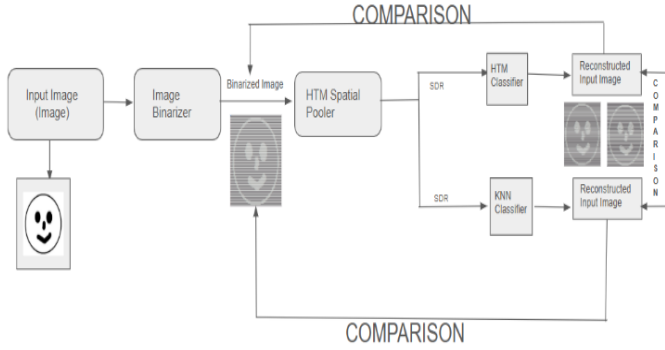 COMPARISON
Input Image
(Image)
Image
Binarizer
Binarized Image
HTM Spatial
Pooler
SDR
HTM
Classifier
Reconstructed
Input Image
COMPARISON
SDR
KNN
Classifier
Reconstructed
Input Image
COMPARISON